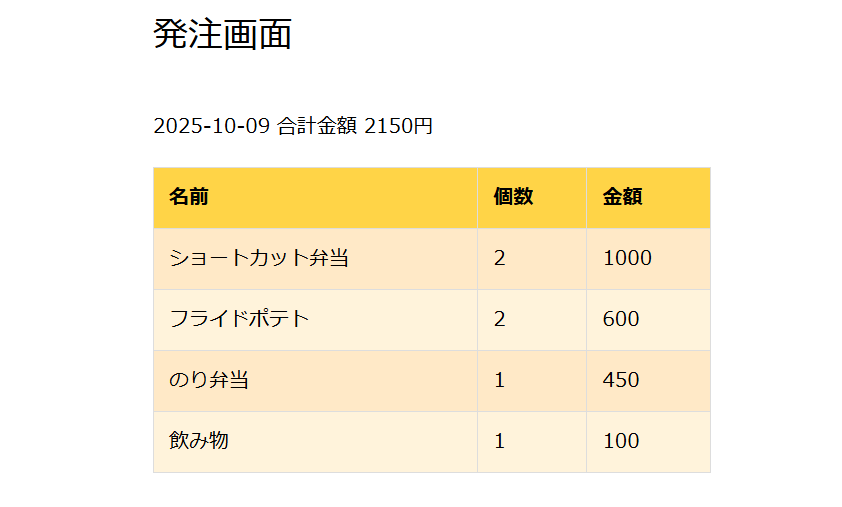 発注画面
2025-10-09 合計金額 2150円
名前 個数 金額
ショートカット弁当 2 1000
フライドポテト 2 600
のり弁当 1 450
飲み物 1 100